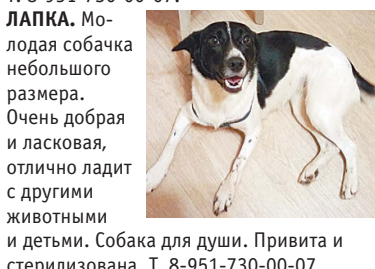 ЛАПКА. Мо-
лодая собачка
небольшого
размера.
Очень добрая
и ласковая,
отлично ладит
с другими
животными
и детьми. Собака для души. Привита и
стерилизована. Т. 8-951-730-00-07.